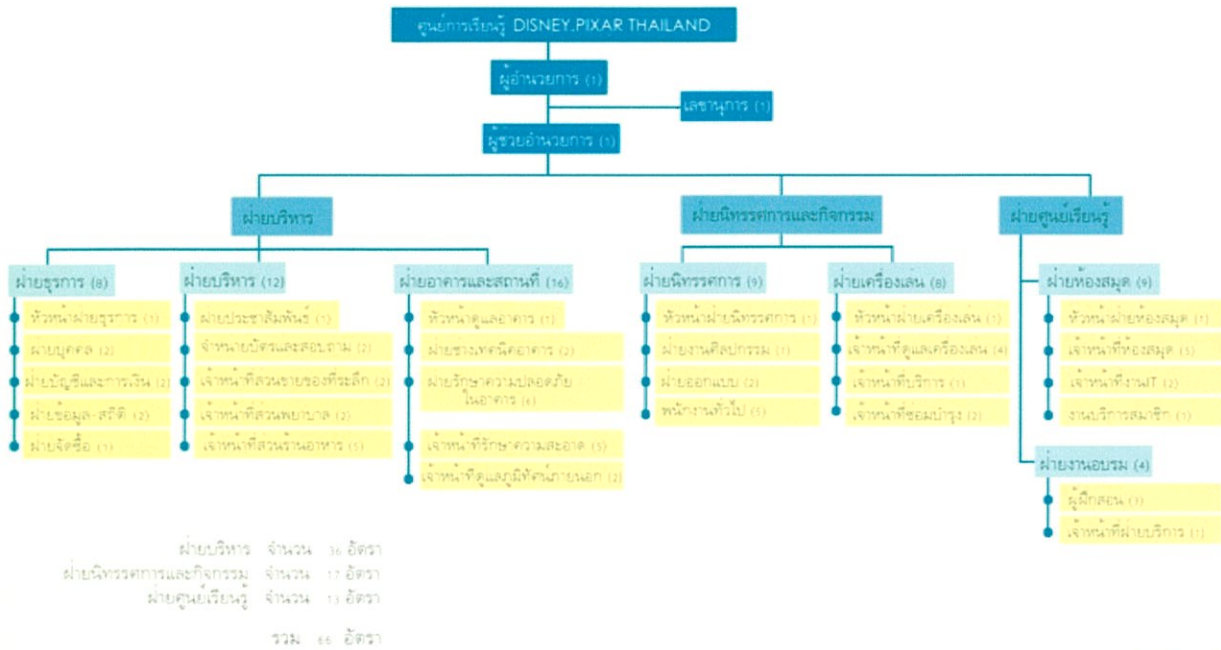 ศูนย์การเรียนรู้ DISNEY.PIXAR THAILAND
ผู้อำนวยการ (1)
เลขานุการ (1)
ผู้ช่วยอำนวยการ (1)
ฝ่ายบริหาร
ฝ่ายนิทรรศการและกิจกรรม
ฝ่ายศูนย์เรียนรู้
ฝ่ายธุรการ (8)
หัวหน้าฝ่ายธุรการ (1)
ฝ่ายบุคคล (2)
ฝ่ายบัญชีและการเงิน (2)
ฝ่ายข้อมูล-สถิติ (2)
ฝ่ายจัดซื้อ (1)
ฝ่ายบริหาร (12)
ฝ่ายประชาสัมพันธ์ (1)
จำหน่ายบัตรและสอบถาม (2)
เจ้าหน้าที่ส่วนขายของที่ระลึก (2)
เจ้าหน้าที่ส่วนพยาบาล (2)
เจ้าหน้าที่ส่วนร้านอาหาร (5)
ฝ่ายอาคารและสถานที่ (16)
หัวหน้าดูแลอาคาร (1)
ฝ่ายช่างเทคนิคอาคาร (2)
ฝ่ายรักษาความปลอดภัย
ในอาคาร (6)
เจ้าหน้าที่รักษาความสะอาด (5)
เจ้าหน้าที่ดูแลภูมิทัศน์ภายนอก (2)
ฝ่ายนิทรรศการ (9)
หัวหน้าฝ่ายนิทรรศการ (1)
ฝ่ายงานศิลปกรรม (1)
ฝ่ายออกแบบ (2)
พนักงานทั่วไป (5)
ฝ่ายเครื่องเล่น (8)
หัวหน้าฝ่ายเครื่องเล่น (1)
เจ้าหน้าที่ดูแลเครื่องเล่น (4)
เจ้าหน้าที่บริการ (1)
เจ้าหน้าที่ซ่อมบำรุง (2)
ฝ่ายห้องสมุด (9)
หัวหน้าฝ่ายห้องสมุด (1)
เจ้าหน้าที่ห้องสมุด (5)
เจ้าหน้าที่งานIT (2)
งานบริการสมาชิก (1)
ฝ่ายงานอบรม (4)
ผู้ฝึกสอน (3)
เจ้าหน้าที่ฝ่ายบริการ (1)
ฝ่ายบริหาร จำนวน 36 อัตรา
ฝ่ายนิทรรศการและกิจกรรม จำนวน 17 อัตรา
ฝ่ายศูนย์เรียนรู้ จำนวน 13 อัตรา
รวม 66 อัตรา